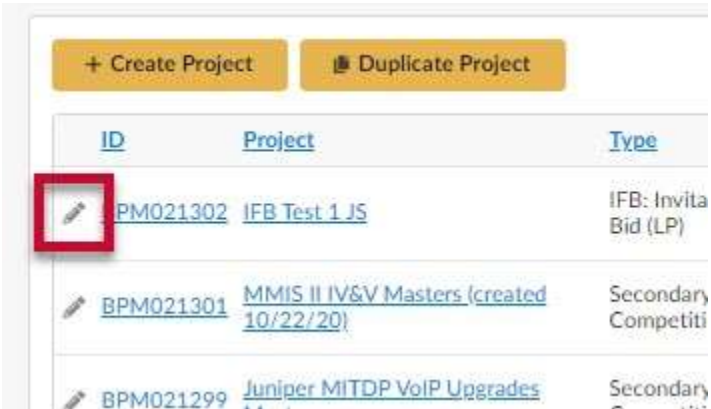 + Create Project Duplicate Project
ID Project Type
PM021302 IFB Test 1 JS IFB: Invita
Bid (LP)
BPM021301 MMIS II IV&V Masters (created Secondary
10/22/20) Competiti
BPM021299 Juniper MITDP VoIP Upgrades Secondary